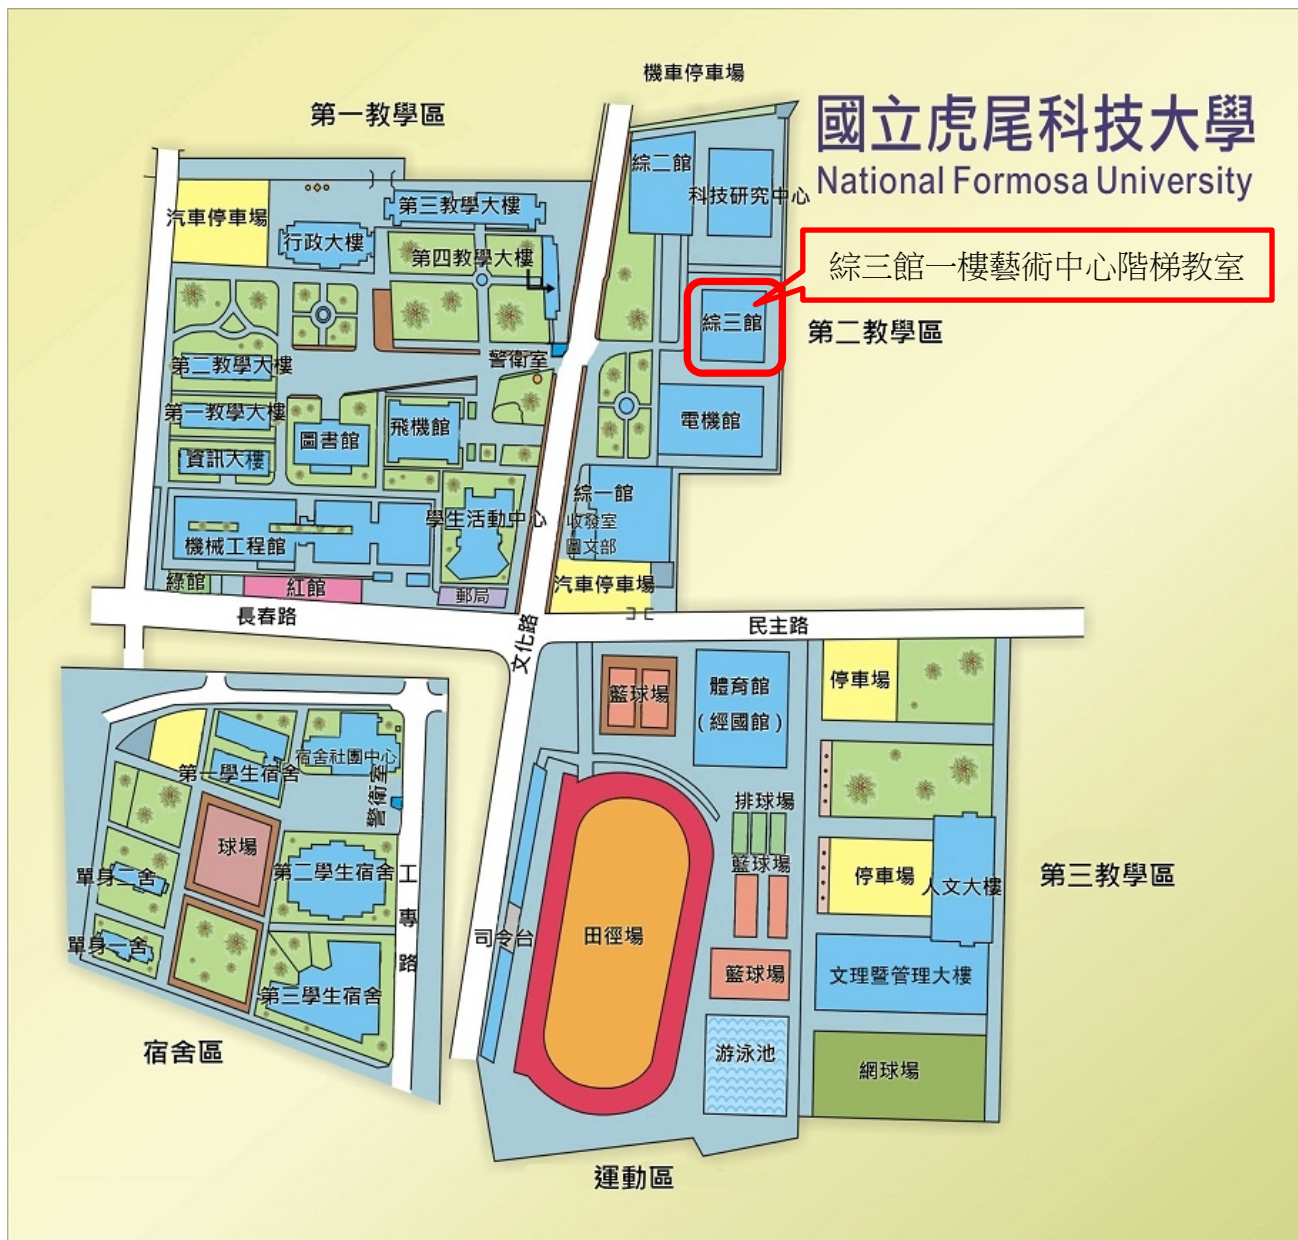 機車停車場
第一教學區
國立虎尾科技大學
National Formosa University
綜二館
科技研究中心
汽車停車場
第三教學大樓
行政大樓
第四教學大樓
綜三館一樓藝術中心階梯教室
綜三館
第二教學區
警衛室
第二教學大樓
第一教學大樓
圖書館
飛機館
電機館
資訊大樓
綜一館
收發室
圖文部
學生活動中心
機械工程館
綠館
紅館
郵局
汽車停車場
長春路
文化路
民主路
籃球場
體育館
(經國館)
停車場
第一學生宿舍
宿舍社團中心
警衛室
排球場
籃球場
球場
第二學生宿舍
工專路
單身二舍
停車場
人文大樓
第三教學區
單身一舍
司令台
田徑場
籃球場
文理暨管理大樓
第三學生宿舍
宿舍區
游泳池
網球場
運動區